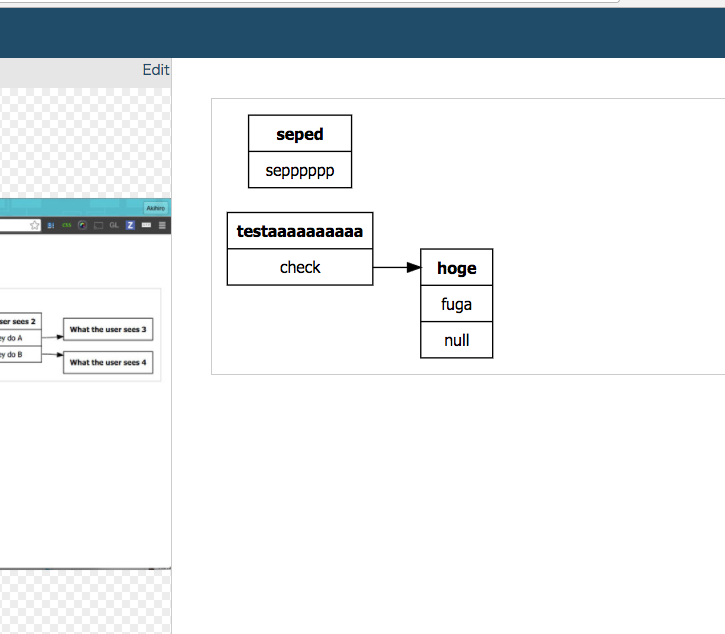 Edit
seped
sepppppp
testaaaaaaaaaa
check
hoge
fuga
null
Akihiro
GL
Z
ser sees 2
ey do A
ey do B
What the user sees 3
What the user sees 4